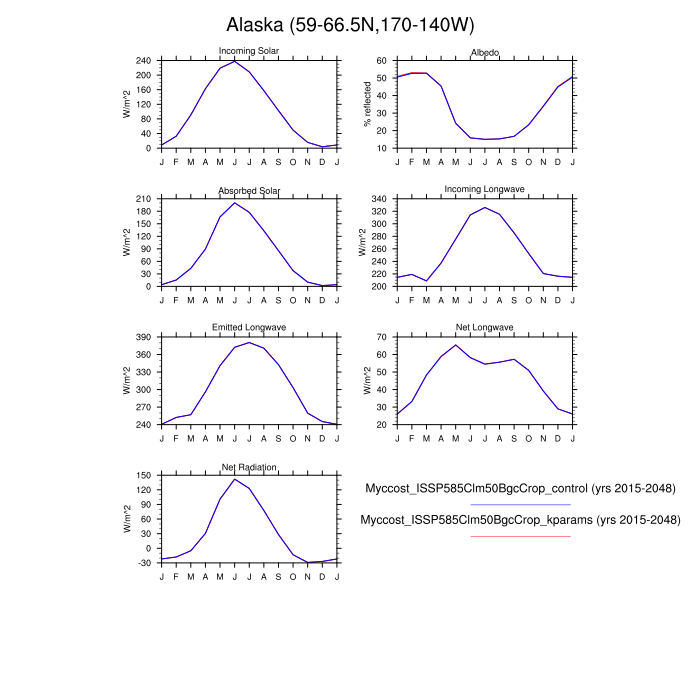 Alaska (59-66.5N,170-140W)
Incoming Solar
W/m^2
240
200
160
120
80
40
0
J F M A M J J A S O N D J
Albedo
% reflected
60
50
40
30
20
10
J F M A M J J A S O N D J
Absorbed Solar
W/m^2
210
180
150
120
90
60
30
0
J F M A M J J A S O N D J
Incoming Longwave
W/m^2
340
320
300
280
260
240
220
200
J F M A M J J A S O N D J
Emitted Longwave
W/m^2
390
360
330
300
270
240
J F M A M J J A S O N D J
Net Longwave
W/m^2
70
60
50
40
30
20
J F M A M J J A S O N D J
Net Radiation
W/m^2
150
120
90
60
30
0
-30
J F M A M J J A S O N D J
Myccost_ISSP585Clm50BgcCrop_control (yrs 2015-2048)
Myccost_ISSP585Clm50BgcCrop_kparams (yrs 2015-2048)